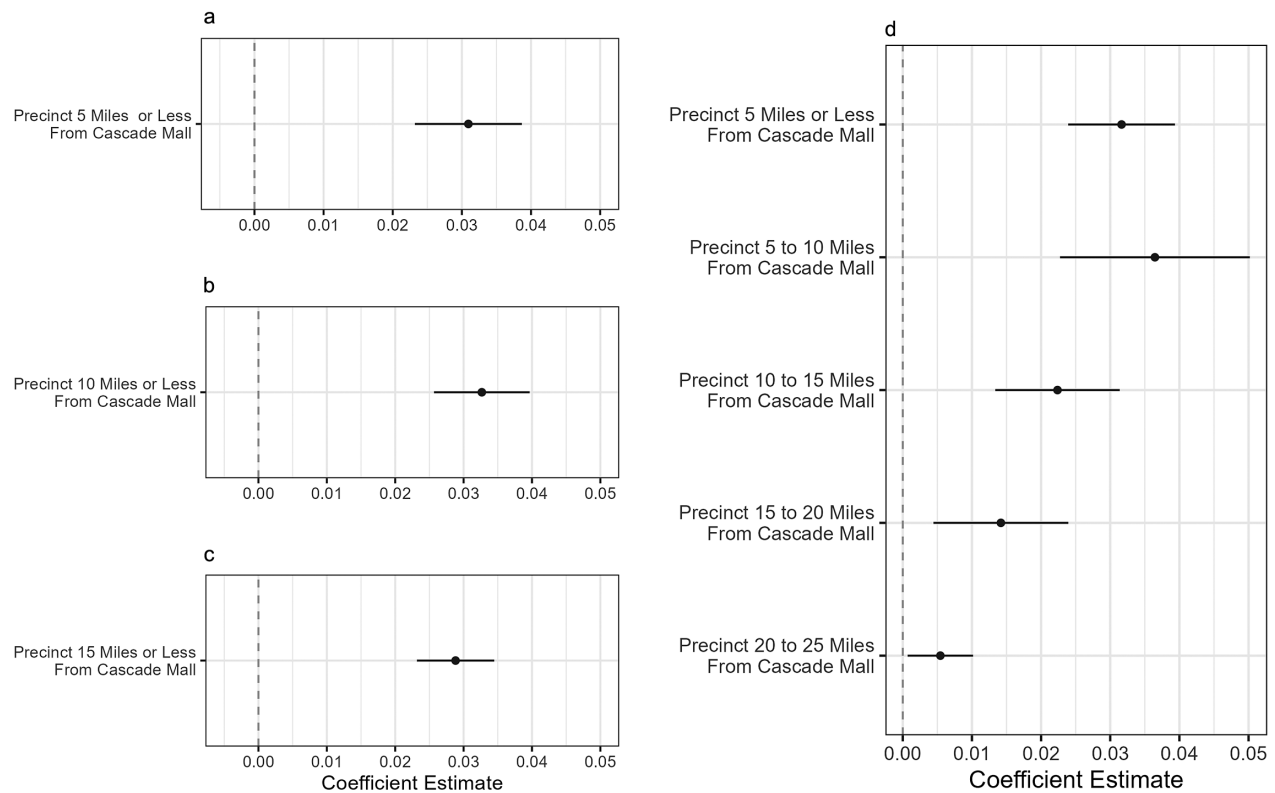 a
Precinct 5 Miles  or Less
From Cascade Mall
0.00 0.01 0.02 0.03 0.04 0.05
b
Precinct 10 Miles or Less
From Cascade Mall
0.00 0.01 0.02 0.03 0.04 0.05
c
Precinct 15 Miles or Less
From Cascade Mall
0.00 0.01 0.02 0.03 0.04 0.05
Coefficient Estimate
d
Precinct 5 Miles or Less
From Cascade Mall
Precinct 5 to 10 Miles
From Cascade Mall
Precinct 10 to 15 Miles
From Cascade Mall
Precinct 15 to 20 Miles
From Cascade Mall
Precinct 20 to 25 Miles
From Cascade Mall
0.00 0.01 0.02 0.03 0.04 0.05
Coefficient Estimate